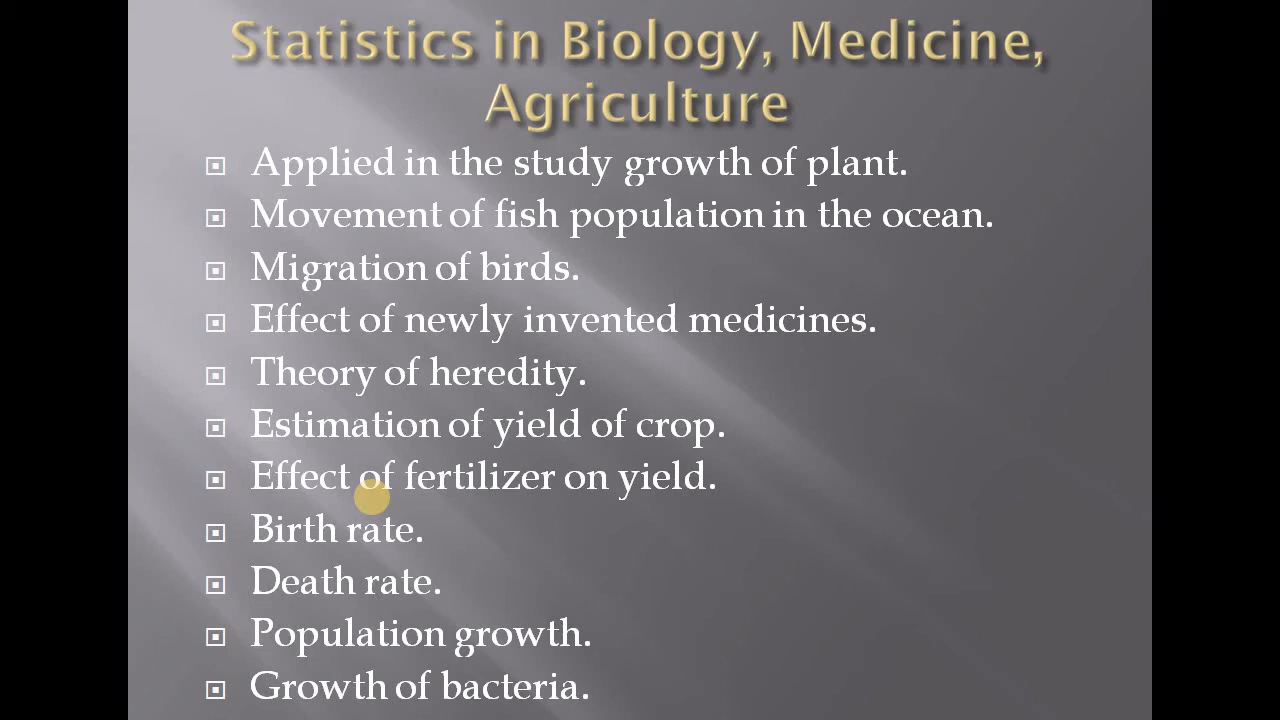 Statistics in Biology, Medicine,
Agriculture
Applied in the study growth of plant.
Movement of fish population in the ocean.
Migration of birds.
Effect of newly invented medicines.
Theory of heredity.
Estimation of yield of crop.
Effect of fertilizer on yield.
Birth rate.
Death rate.
Population growth.
Growth of bacteria.